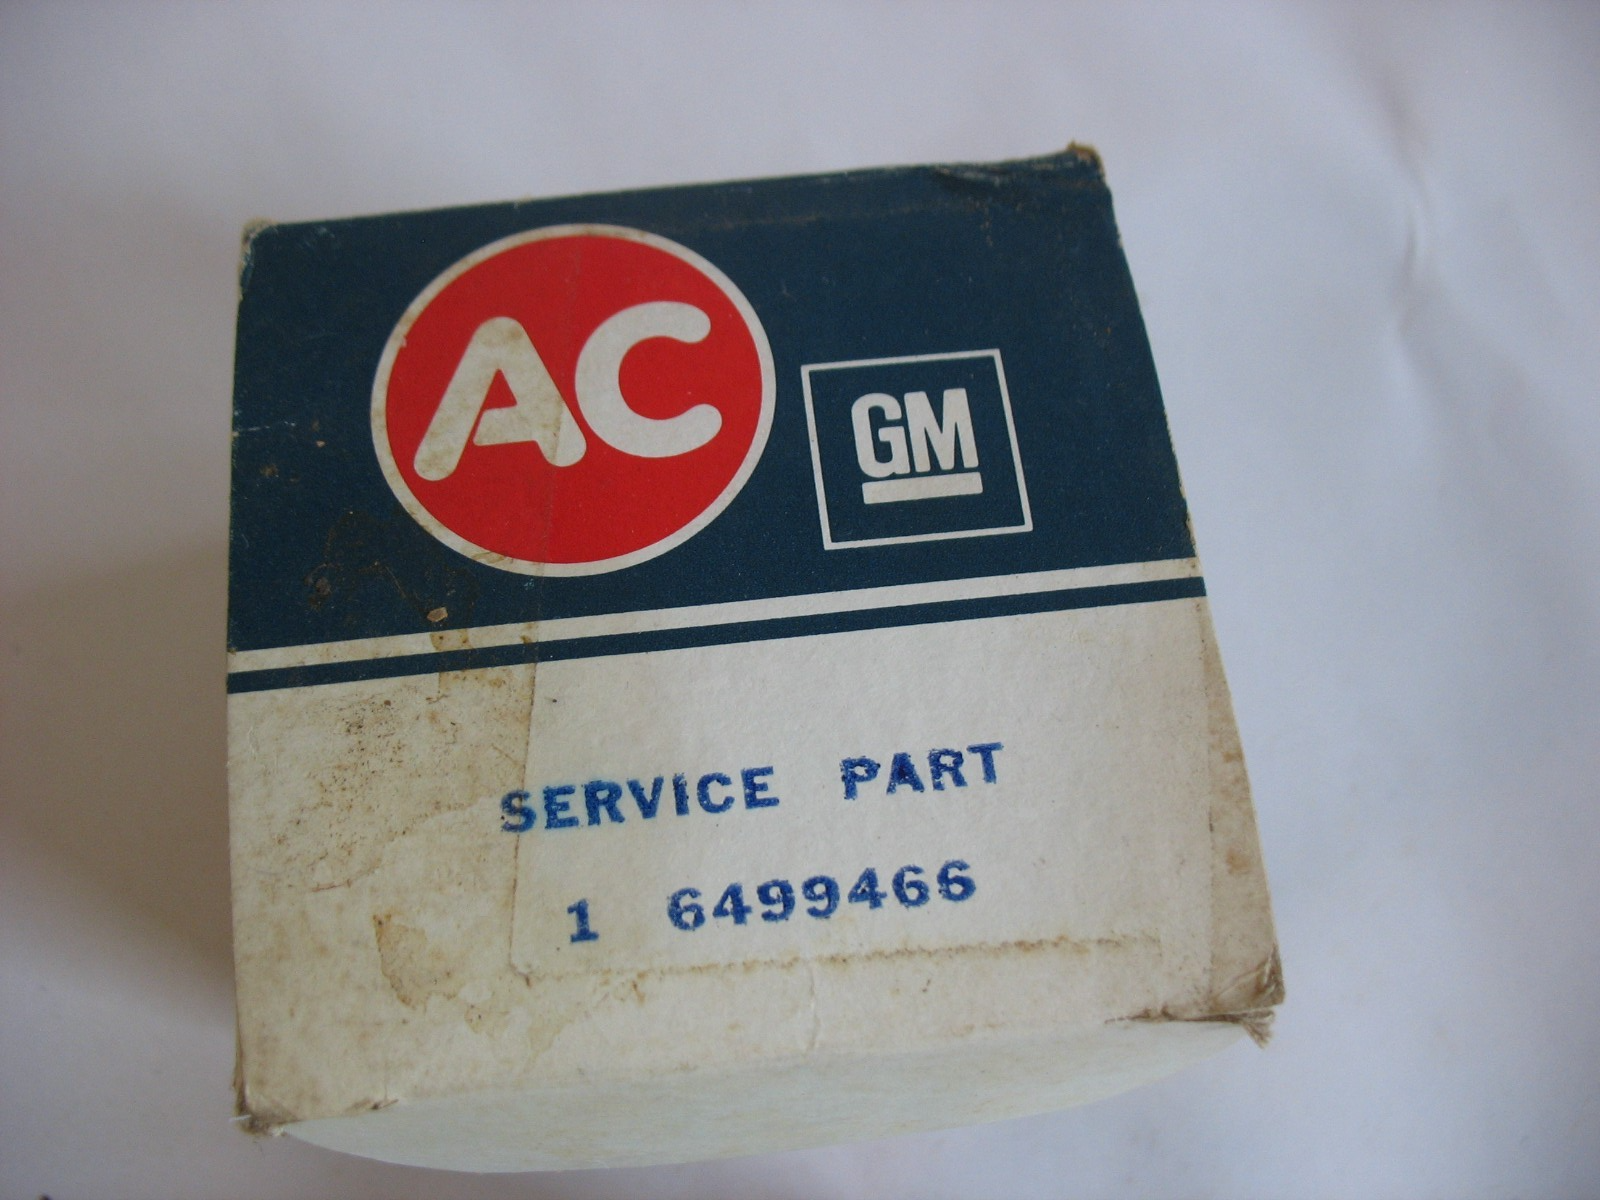 AC
GM
SERVICE PART
1 6499466